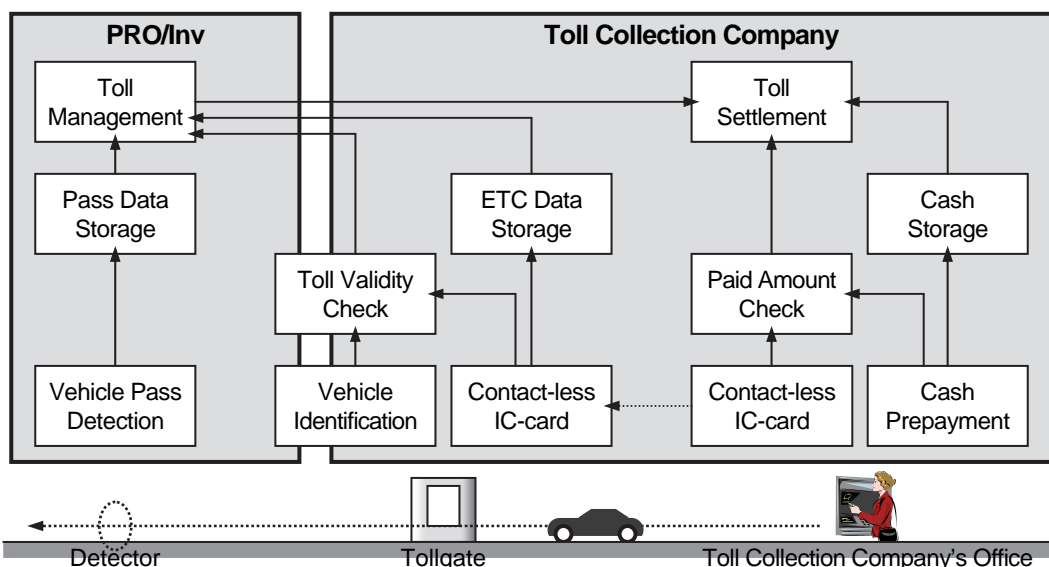 PRO/Inv
Toll Collection Company
Toll
Management
Toll
Settlement
Pass Data
Storage
ETC Data
Storage
Cash
Storage
Toll Validity
Check
Paid Amount
Check
Vehicle Pass
Detection
Vehicle
Identification
Contact-less
IC-card
Contact-less
IC-card
Cash
Prepayment
Detector
Tollgate
Toll Collection Company's Office